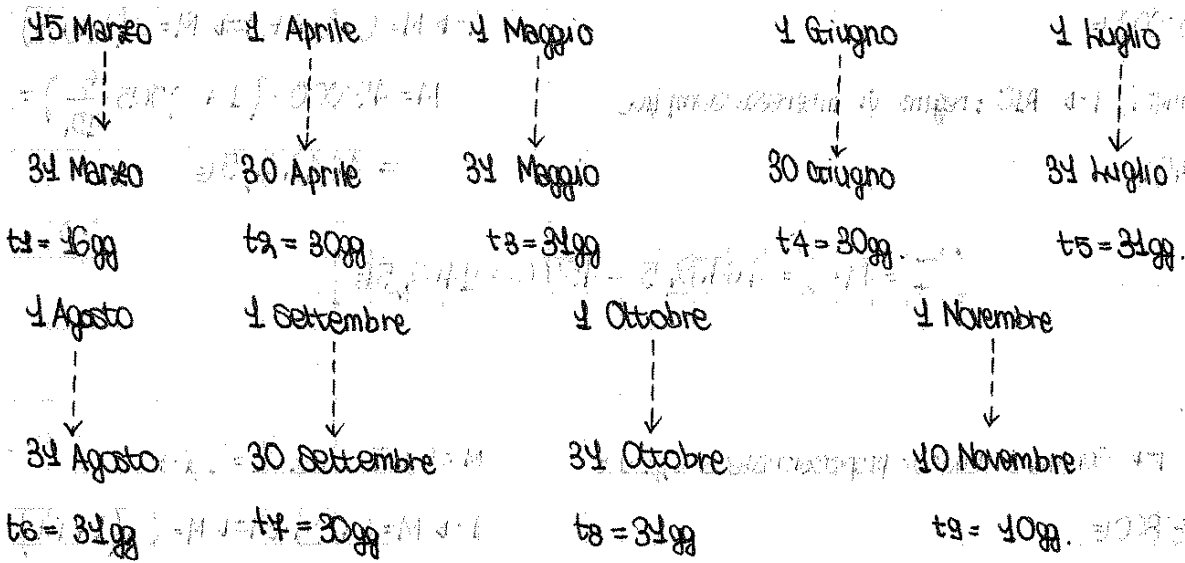 15 Marzo 1 Aprile 1 Maggio 1 Giugno 1 Luglio
31 Marzo 30 Aprile 31 Maggio 30 Giugno 31 Luglio
t1 = 16gg t2 = 30gg t3 = 31gg t4 = 30gg. t5 = 31gg.
1 Agosto 1 Settembre 1 Ottobre 1 Novembre
31 Agosto 30 Settembre 31 Ottobre 10 Novembre
t6 = 31gg t7 = 30gg t8 = 31gg t9 = 10gg.